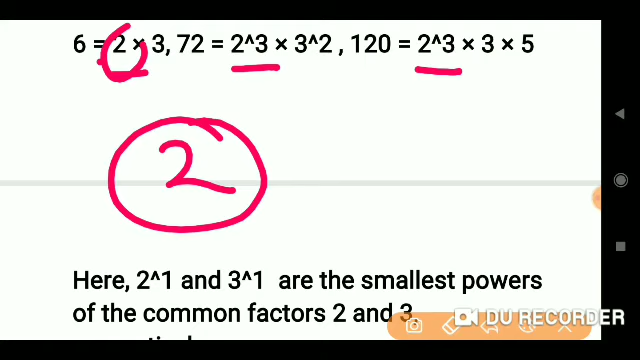 6 = 2 × 3, 72 = 2^3 × 3^2 , 120 = 2^3 × 3 × 5
2
Here, 2^1 and 3^1 are the smallest powers
of the common factors 2 and 3,
DU RECORDER